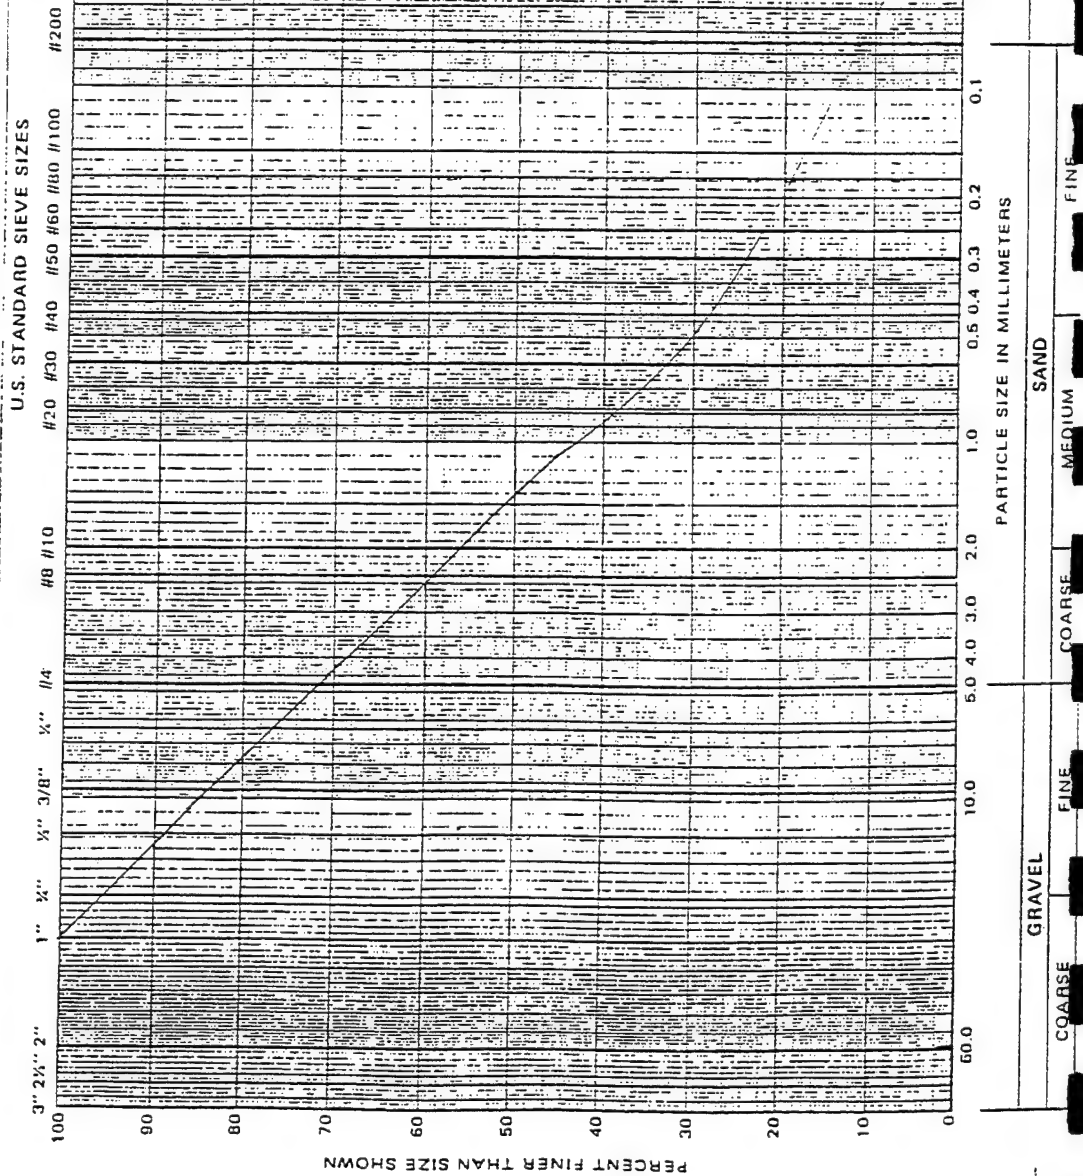 U.S. STANDARD SIEVE SIZES
3" 2½" 2" 1" ¾" ½" 3/8" ¼" #4 #8 #10 #20 #30 #40 #50 #60 #80 #100 #200
PERCENT FINER THAN SIZE SHOWN
100
90
80
70
60
50
40
30
20
10
0
60.0 10.0 5.0 4.0 3.0 2.0 1.0 0.5 0.4 0.3 0.2 0.1
PARTICLE SIZE IN MILLIMETERS
GRAVEL SAND
COARSE FINE COARSE MEDIUM FINE